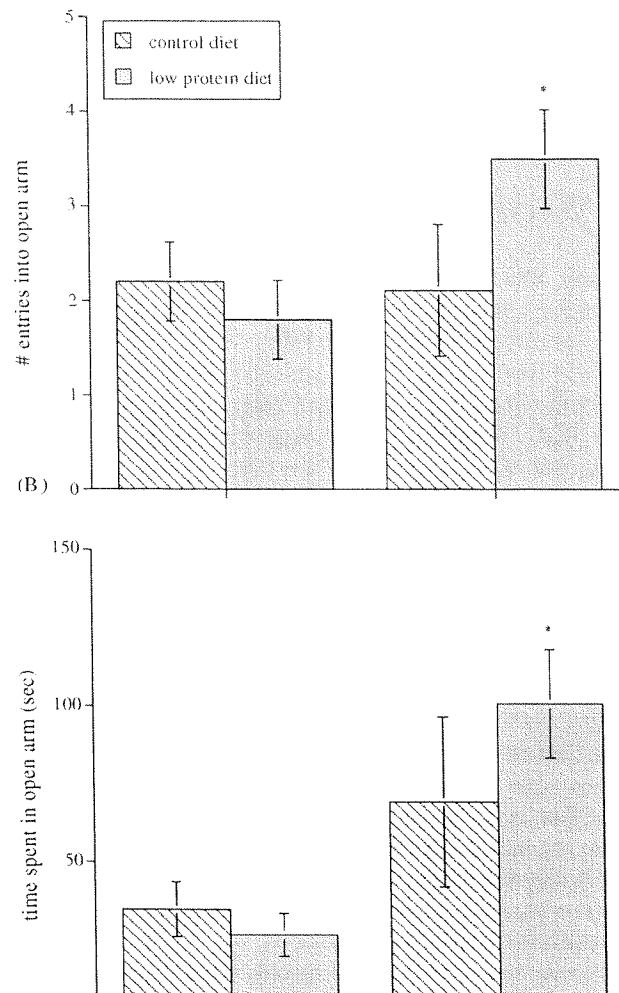 5
control diet
low protein diet
4
*
3
# entries into open arm
2
1
(B)
0
150
*
100
time spent in open arm (sec)
50